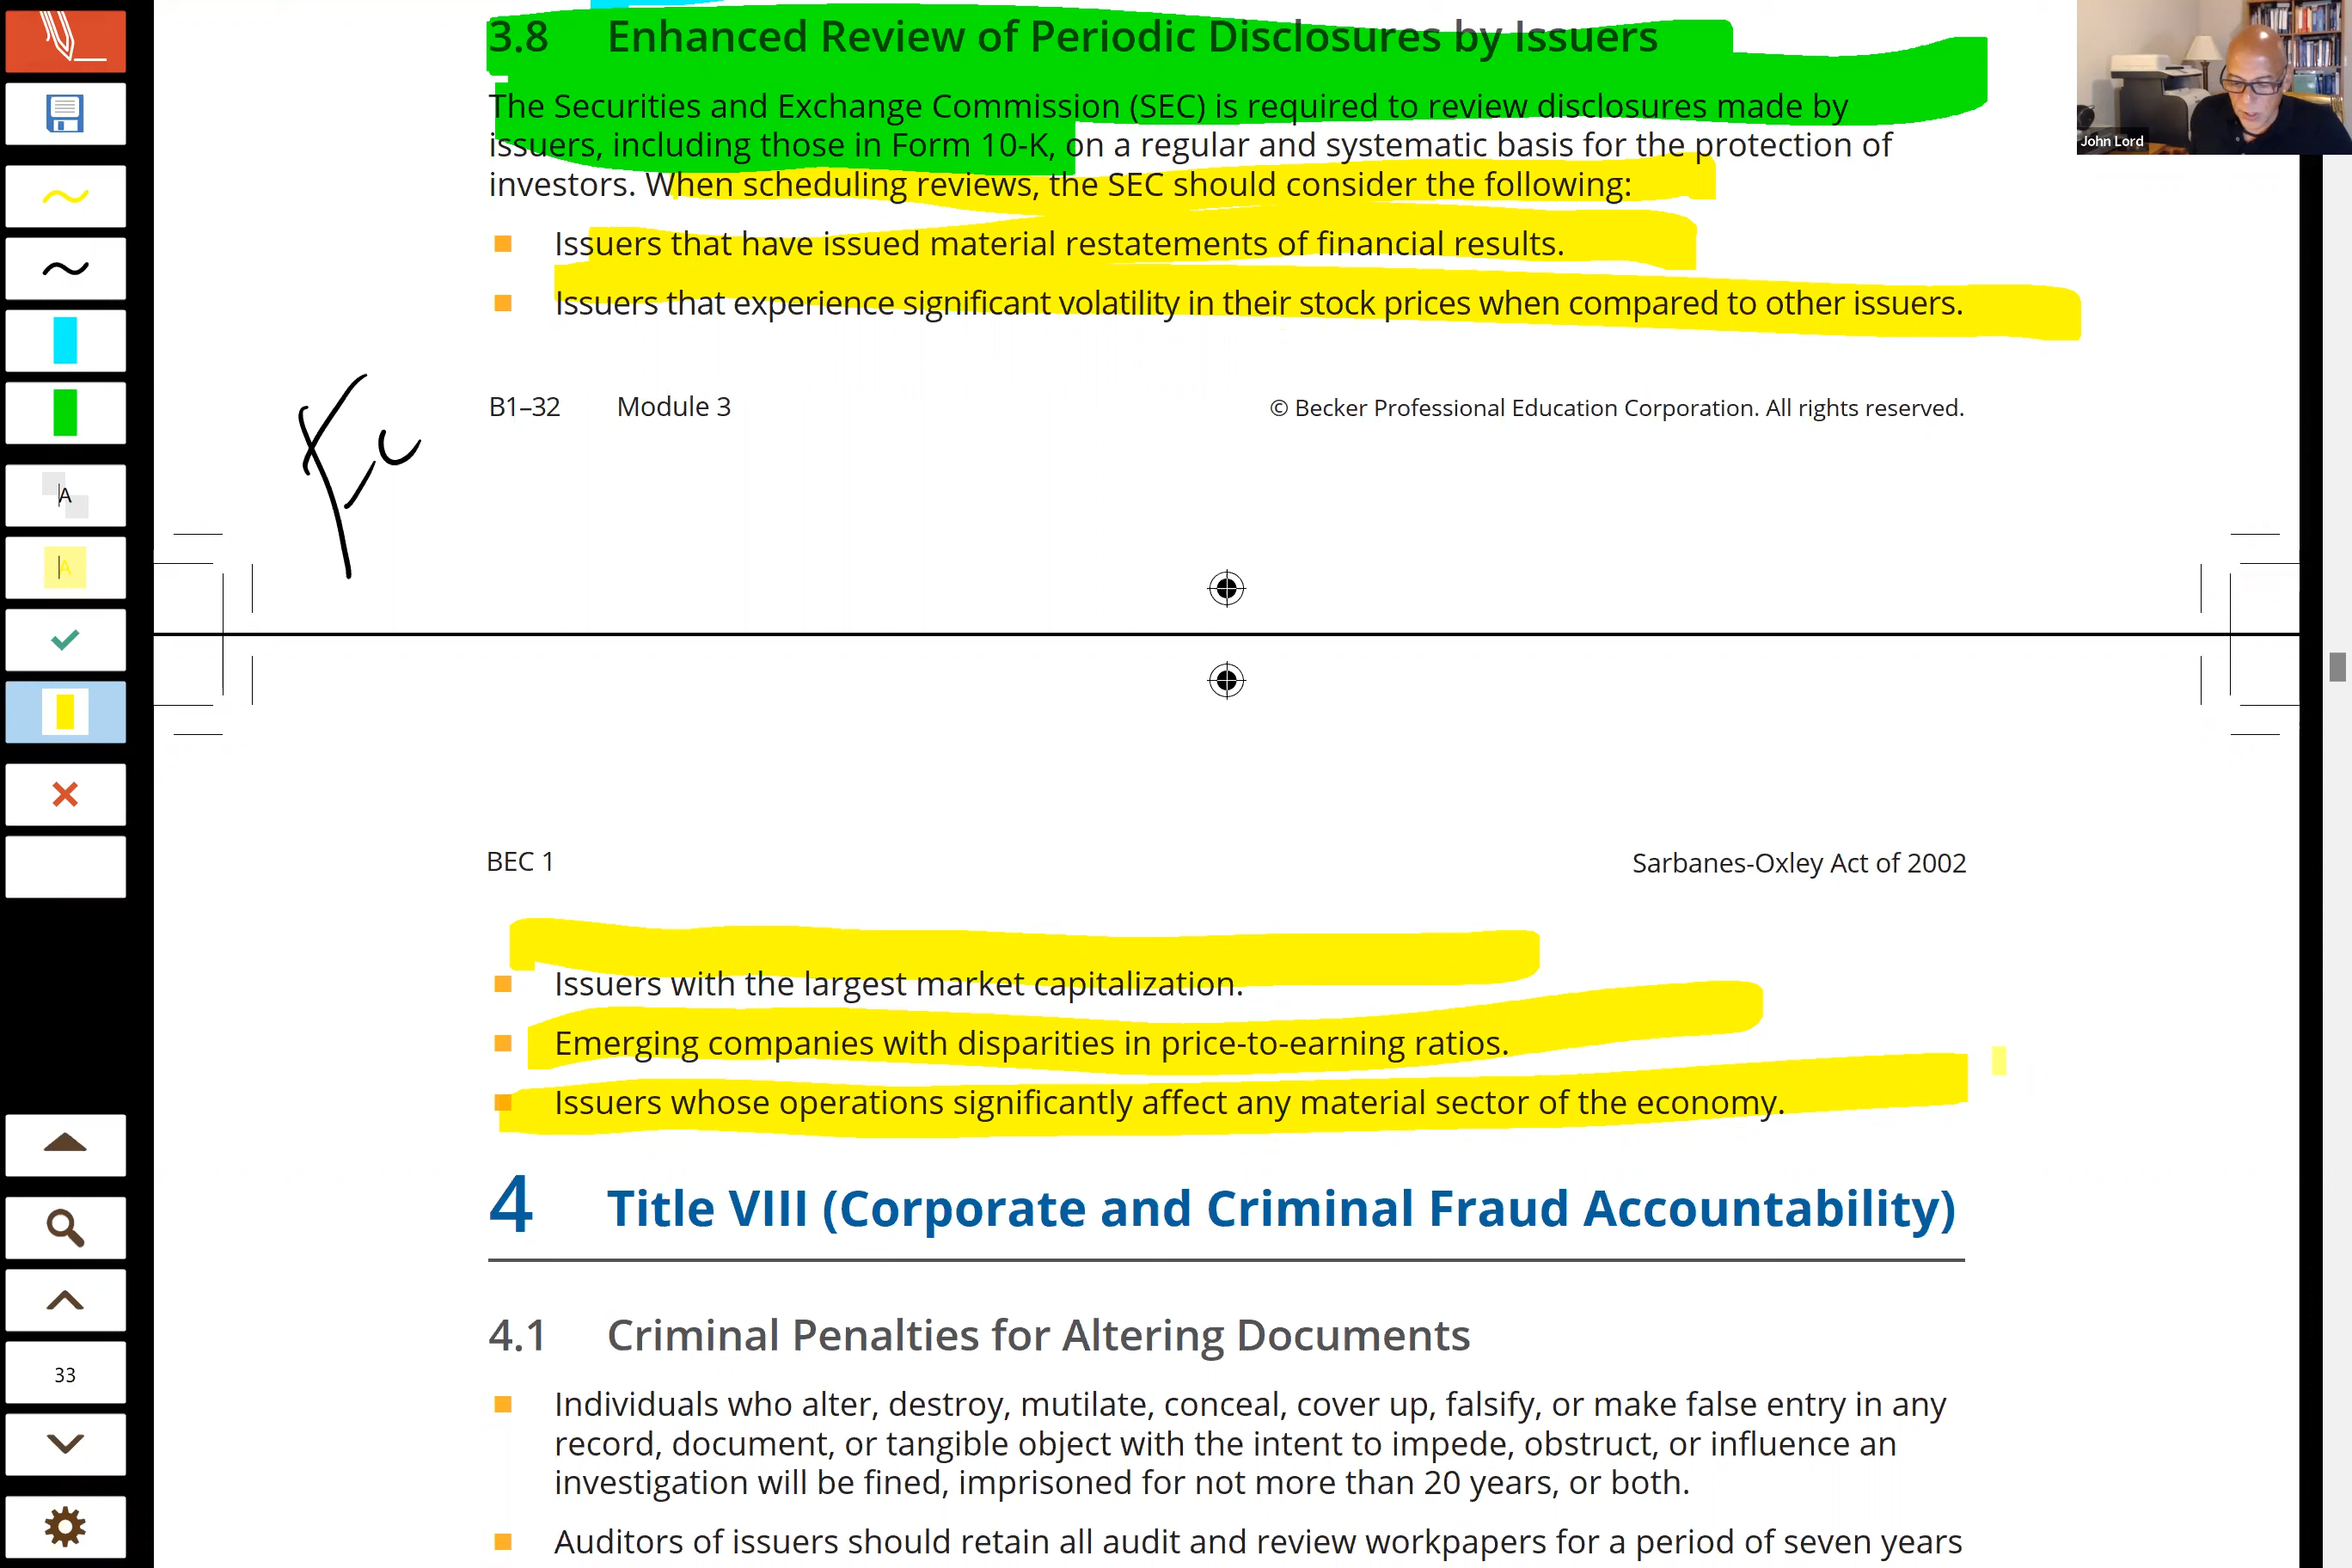 3.8 Enhanced Review of Periodic Disclosures by Issuers
The Securities and Exchange Commission (SEC) is required to review disclosures made by
issuers, including those in Form 10-K, on a regular and systematic basis for the protection of
investors. When scheduling reviews, the SEC should consider the following:
Issuers that have issued material restatements of financial results.
Issuers that experience significant volatility in their stock prices when compared to other issuers.
B1–32 Module 3 © Becker Professional Education Corporation. All rights reserved.
BEC 1 Sarbanes-Oxley Act of 2002
Issuers with the largest market capitalization.
Emerging companies with disparities in price-to-earning ratios.
Issuers whose operations significantly affect any material sector of the economy.
4 Title VIII (Corporate and Criminal Fraud Accountability)
4.1 Criminal Penalties for Altering Documents
Individuals who alter, destroy, mutilate, conceal, cover up, falsify, or make false entry in any
record, document, or tangible object with the intent to impede, obstruct, or influence an
investigation will be fined, imprisoned for not more than 20 years, or both.
Auditors of issuers should retain all audit and review workpapers for a period of seven years
John Lord
A
A
33